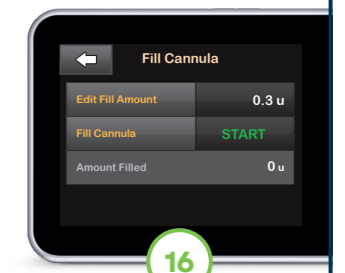 Fill Cannula
Edit Fill Amount 0.3 u
Fill Cannula START
Amount Filled 0 u
16